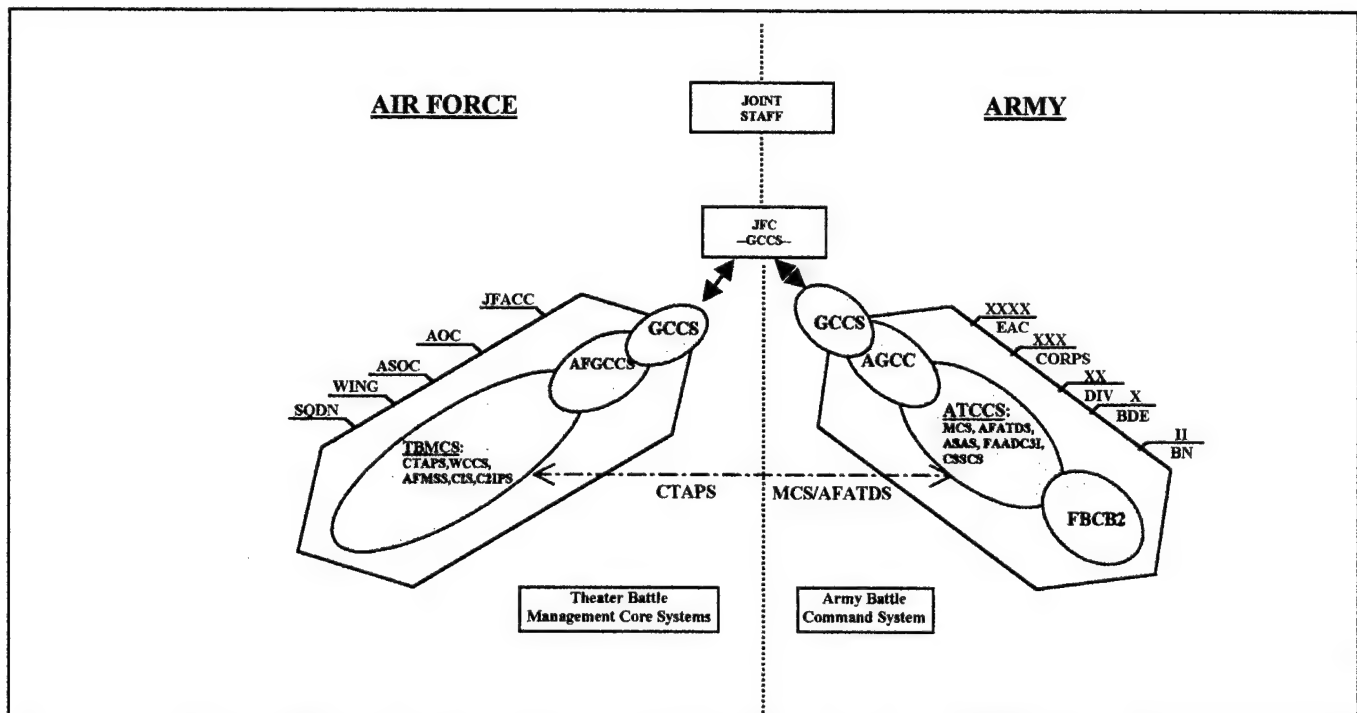 AIR FORCE
JOINT
STAFF
ARMY
JFC
--GCCS--
JFACC
AOC
ASOC
WING
SQDN
GCCS
AFGCCS
TBMCS:
CTAPS,WCCS,
AFMSS,CIS,C2IPS
GCCS
AGCC
ATCCS:
MCS, AFATDS,
ASAS, FAADC3I,
CSSCS
FBCB2
XXXX
EAC
XXX
CORPS
XX
DIV
X
BDE
II
BN
CTAPS
MCS/AFATDS
Theater Battle
Management Core Systems
Army Battle
Command System